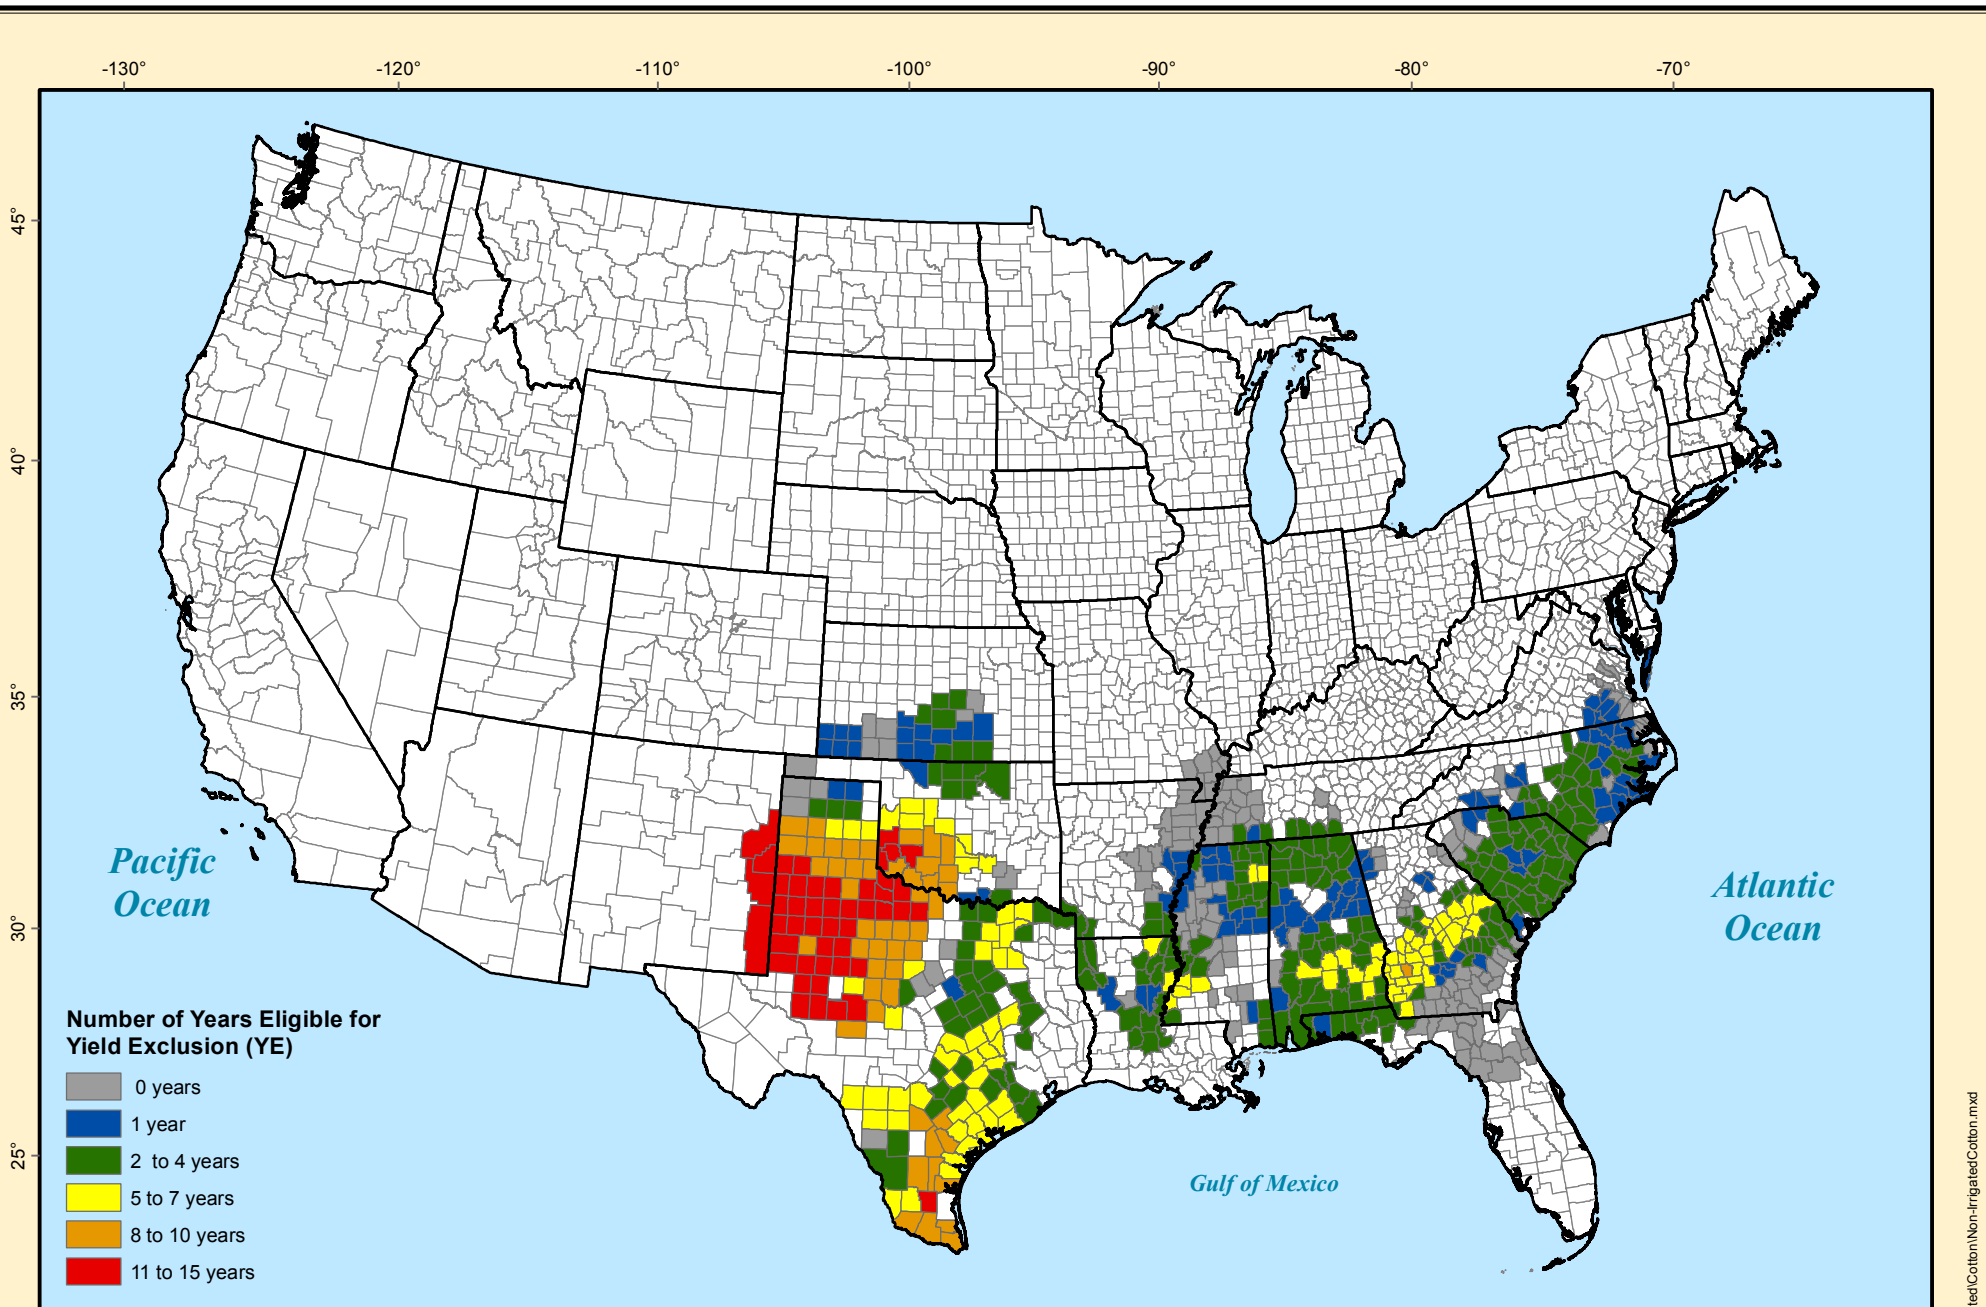 -130°
-120°
-110°
-100°
-90°
-80°
-70°
45°
40°
35°
30°
25°
Pacific
Ocean
Atlantic
Ocean
Gulf of Mexico
Number of Years Eligible for
Yield Exclusion (YE)
0 years
1 year
2 to 4 years
5 to 7 years
8 to 10 years
11 to 15 years
ted\Cotton\Non-IrrigatedCotton.mxd